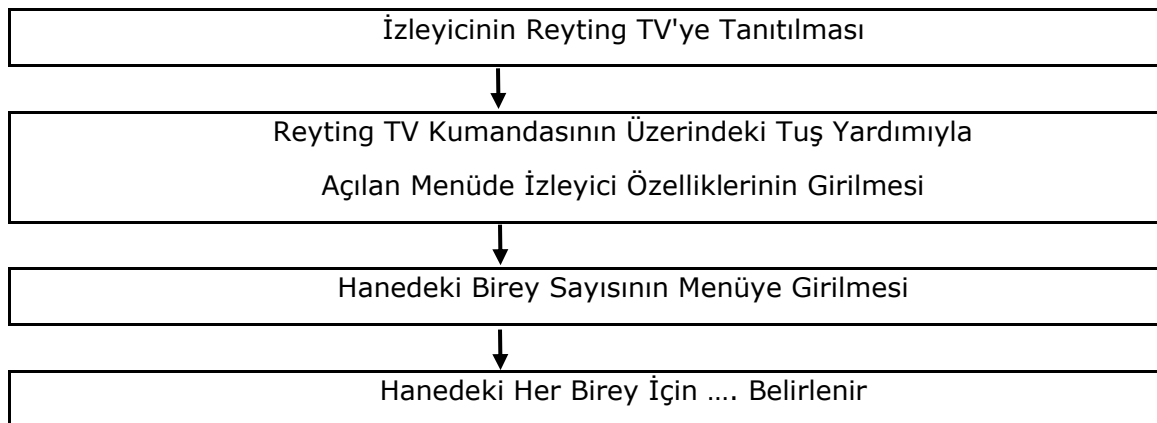 İzleyicinin Reyting TV'ye Tanıtılması
Reyting TV Kumandasının Üzerindeki Tuş Yardımıyla
Açılan Menüde İzleyici Özelliklerinin Girilmesi
Hanedeki Birey Sayısının Menüye Girilmesi
Hanedeki Her Birey İçin .... Belirlenir